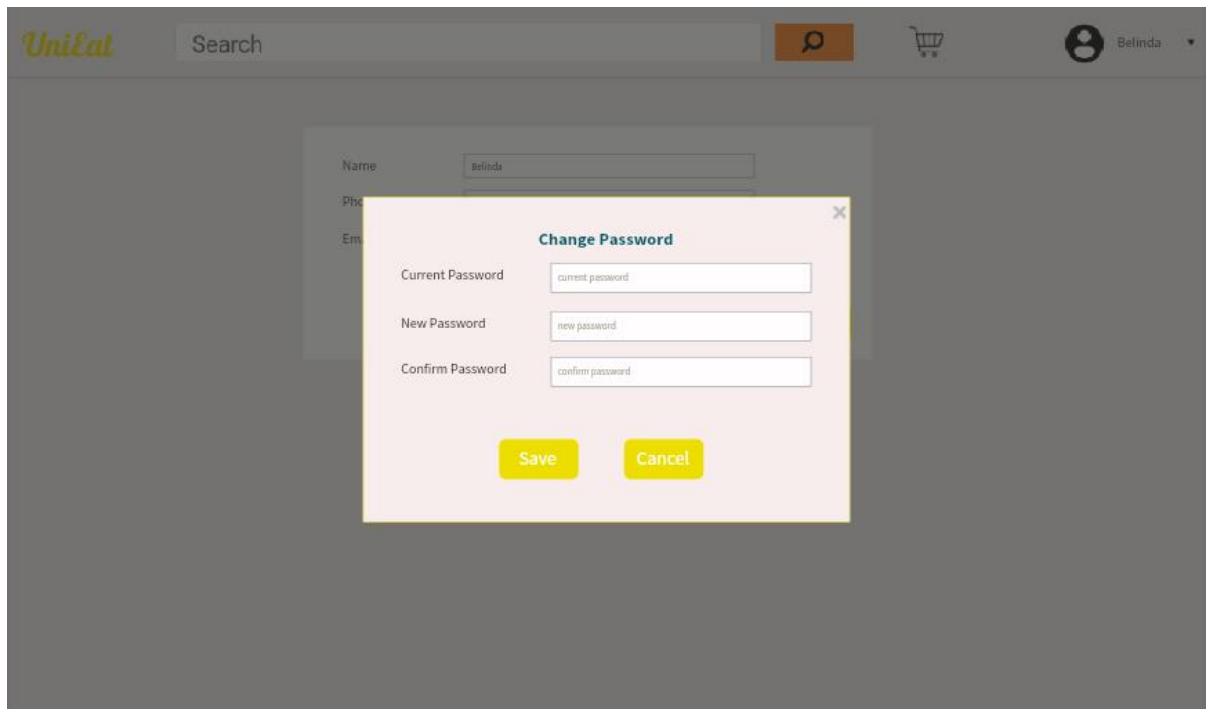 UniEat
Search
Belinda
Name
Belinda
Pho
Ema
Change Password
Current Password
current password
New Password
new password
Confirm Password
confirm password
Save
Cancel